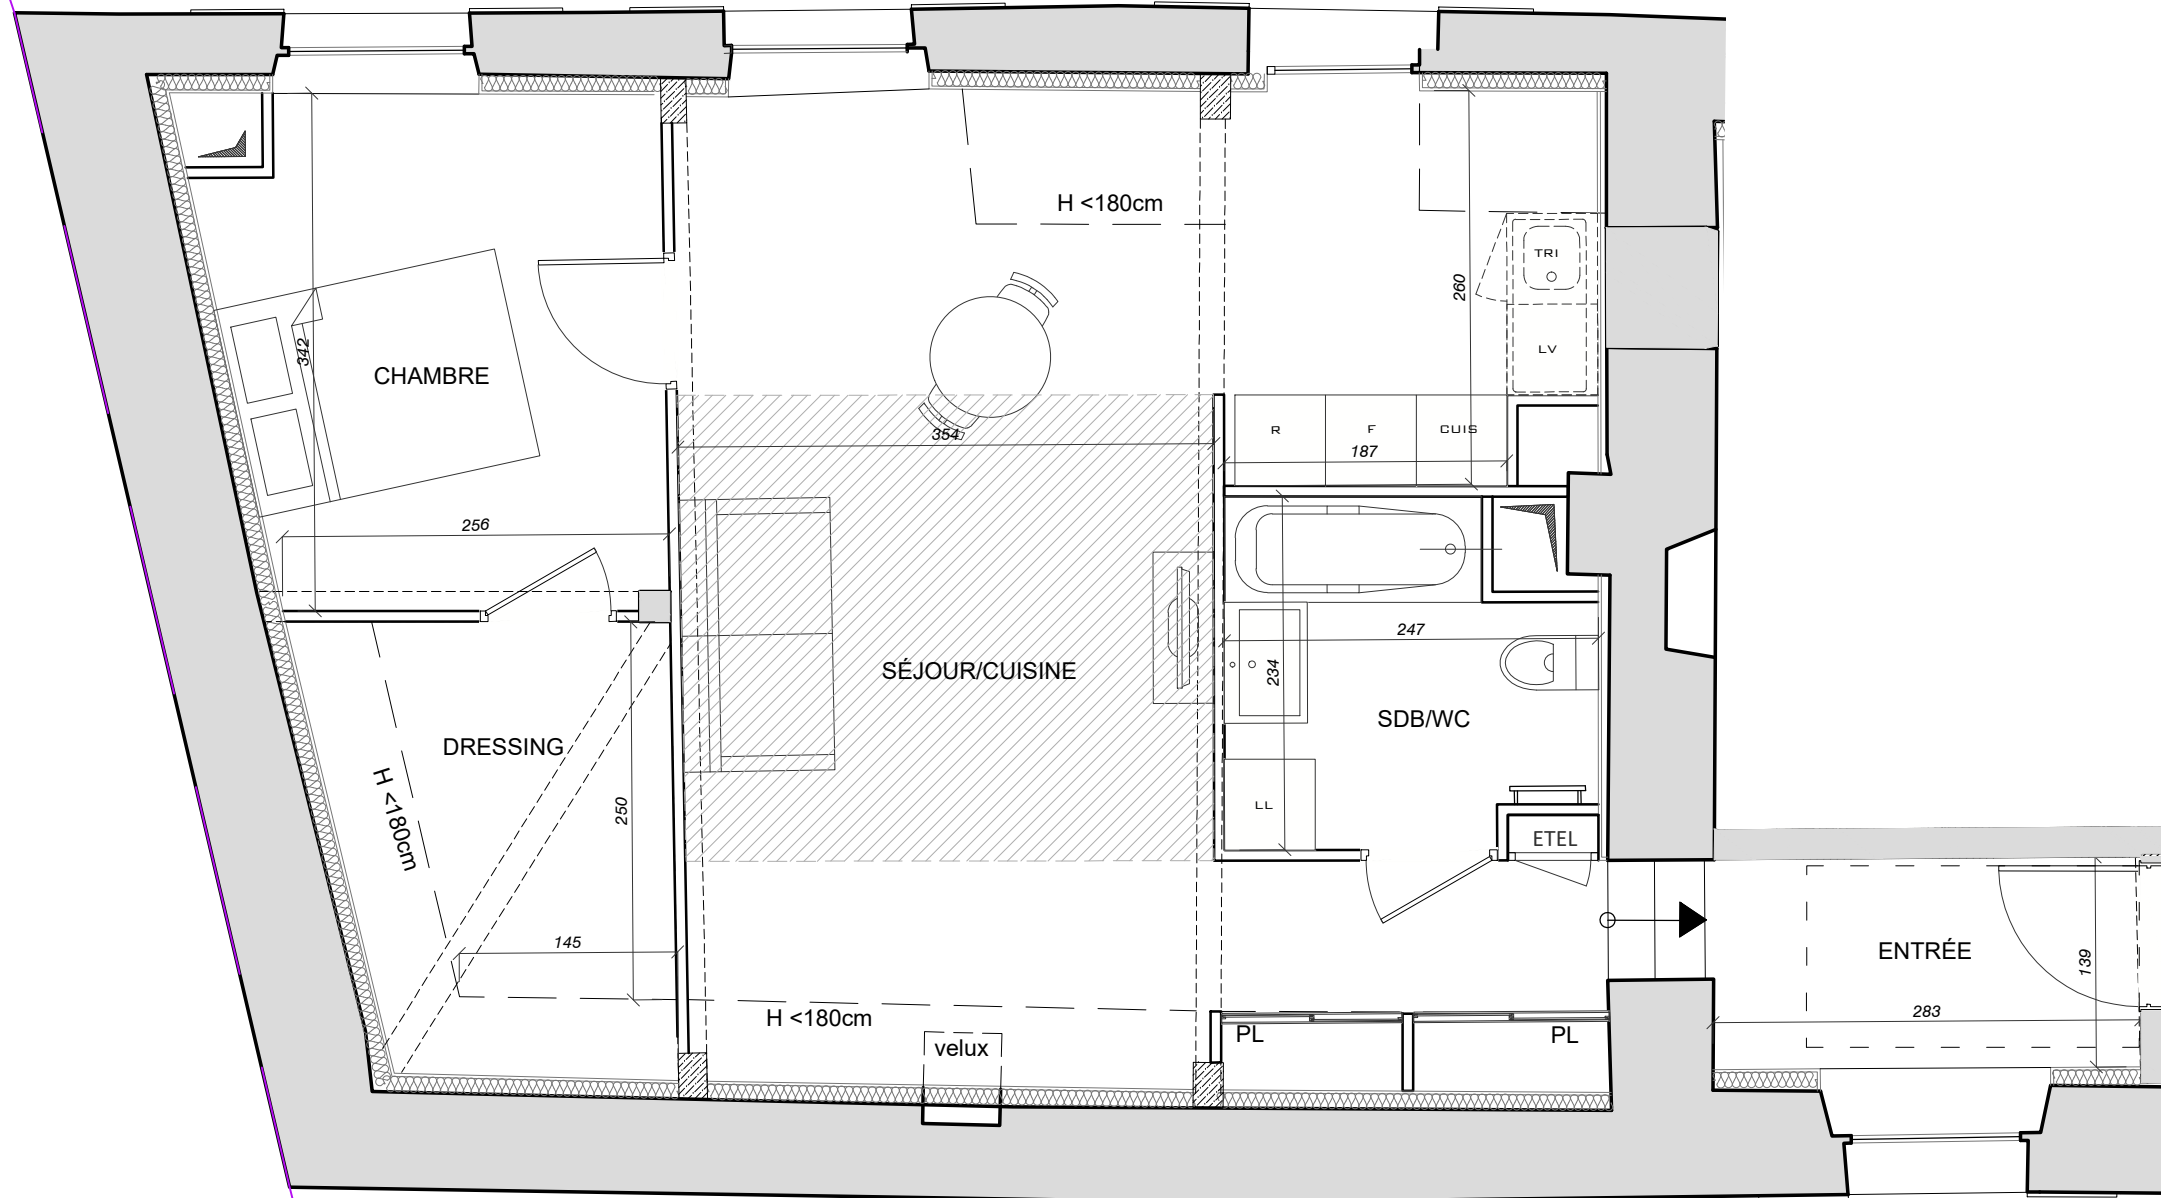 H <180cm
TRI
260
342
LV
CHAMBRE
354
R
F
CUIS
187
256
247
234
SÉJOUR/CUISINE
SDB/WC
DRESSING
H <180cm
250
LL
ETEL
145
ENTRÉE
139
283
H <180cm
velux
PL
PL